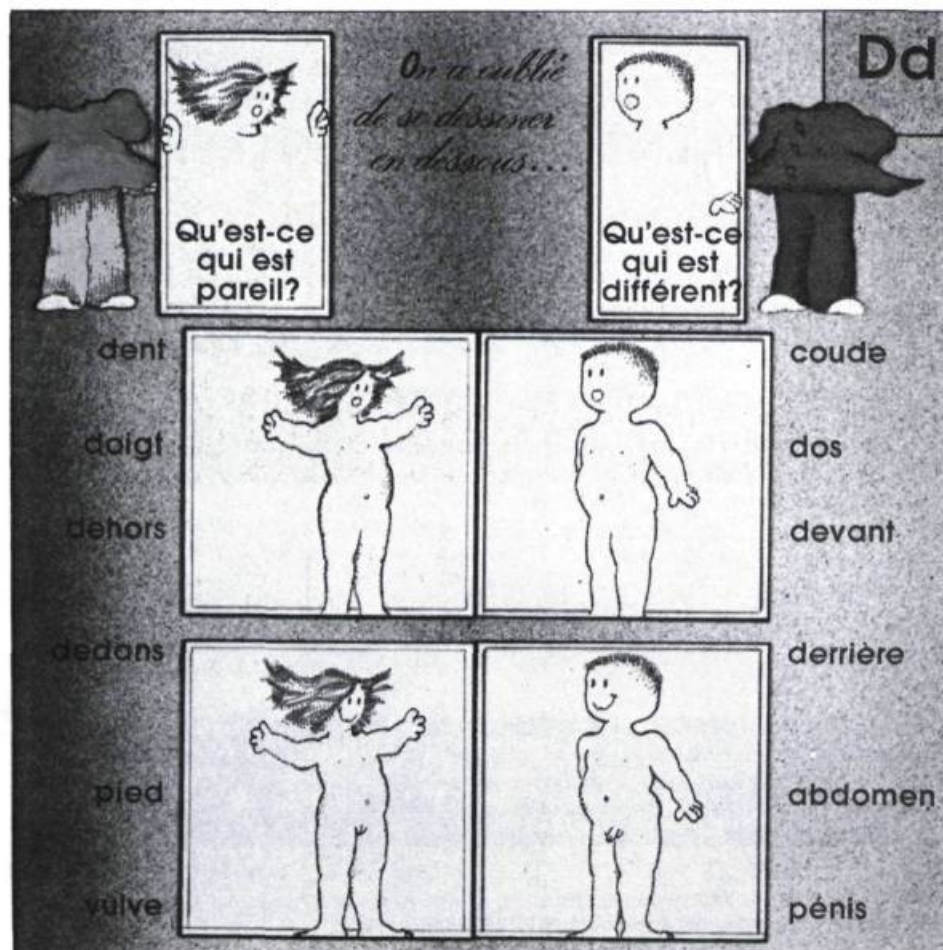 Dd
On a oublié
de se dessiner
en dessous...
Qu'est-ce
qui est
pareil?
Qu'est-ce
qui est
différent?
dent
coude
doigt
dos
dehors
devant
dedans
derrière
pied
abdomen
vulve
pénis